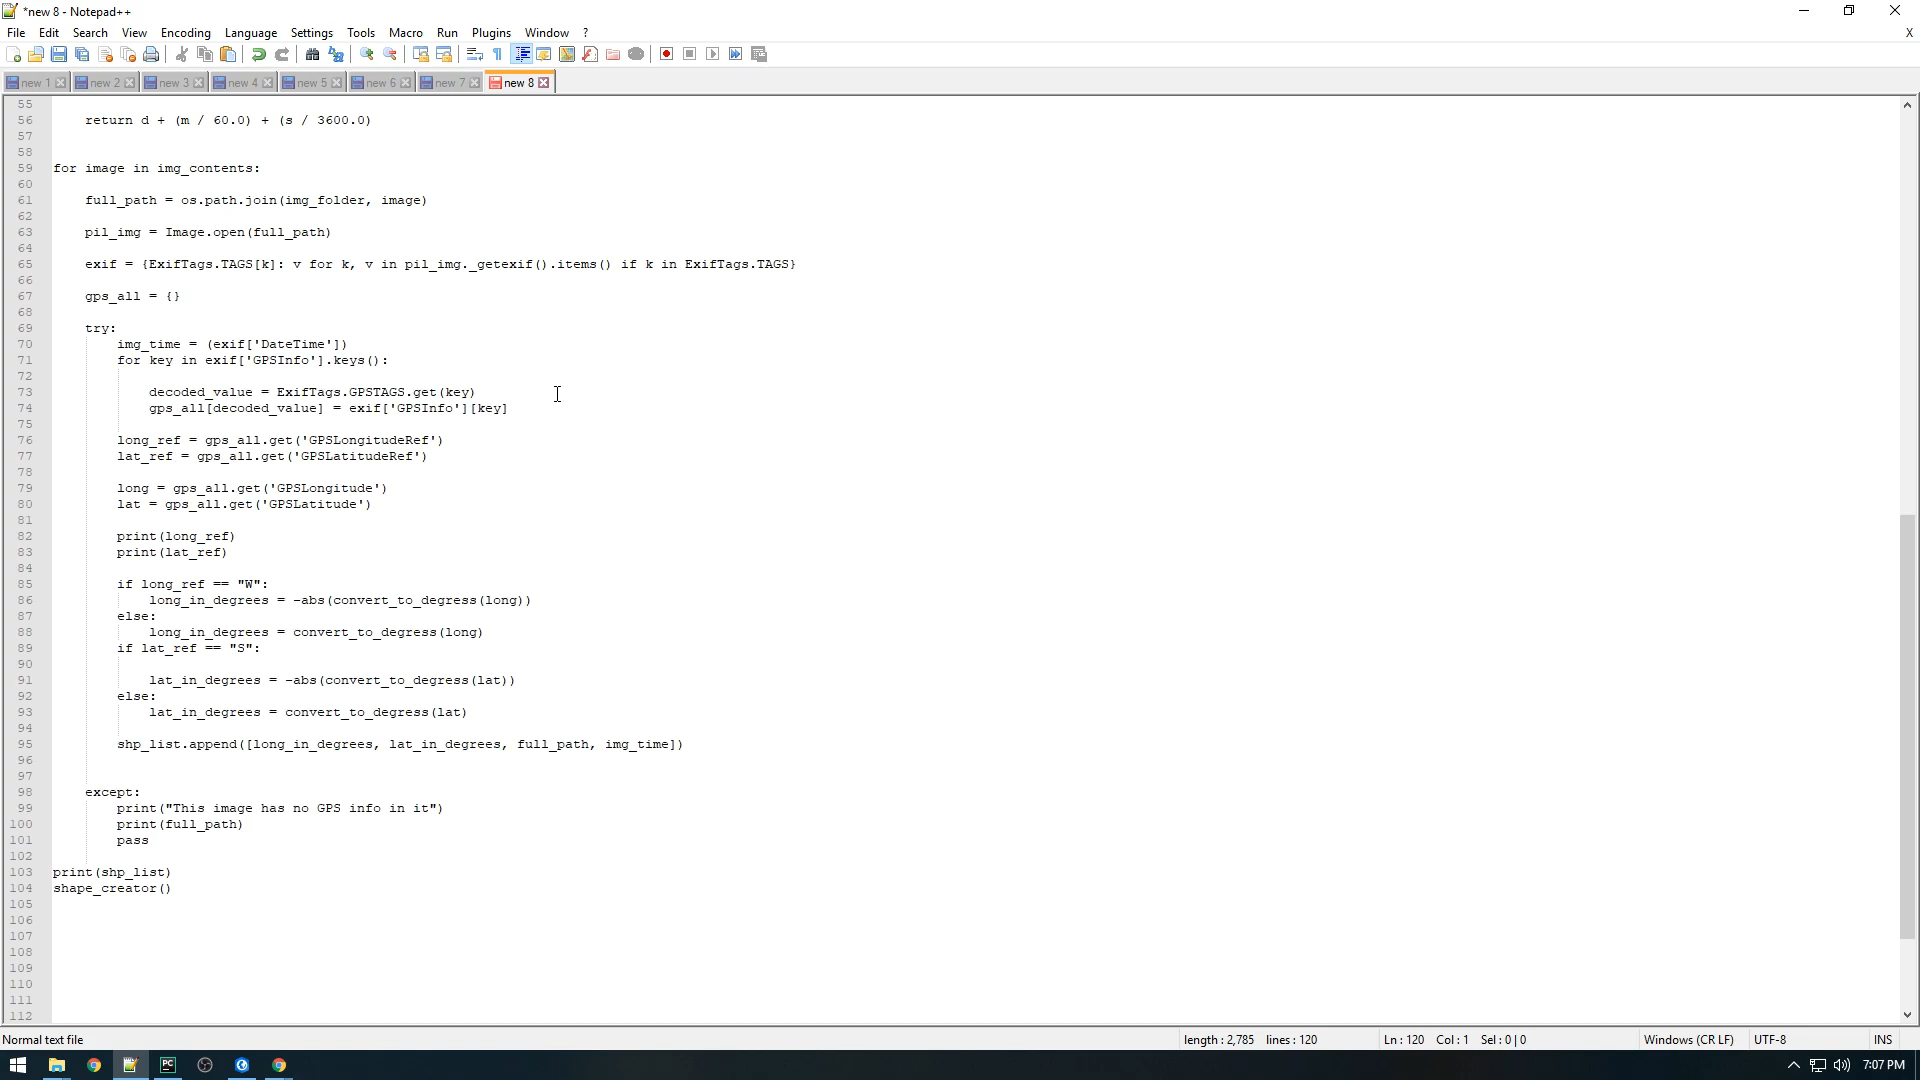 *new 8 - Notepad++
File Edit Search View Encoding Language Settings Tools Macro Run Plugins Window ? X
new 1 new 2 new 3 new 4 new 5 new 6 new 7 new 8
55
56 return d + (m / 60.0) + (s / 3600.0)
57
58
59 for image in img_contents:
60
61 full_path = os.path.join(img_folder, image)
62
63 pil_img = Image.open(full_path)
64
65 exif = {ExifTags.TAGS[k]: v for k, v in pil_img._getexif().items() if k in ExifTags.TAGS}
66
67 gps_all = {}
68
69 try:
70 img_time = (exif['DateTime'])
71 for key in exif['GPSInfo'].keys():
72
73 decoded_value = ExifTags.GPSTAGS.get(key)
74 gps_all[decoded_value] = exif['GPSInfo'][key]
75
76 long_ref = gps_all.get('GPSLongitudeRef')
77 lat_ref = gps_all.get('GPSLatitudeRef')
78
79 long = gps_all.get('GPSLongitude')
80 lat = gps_all.get('GPSLatitude')
81
82 print(long_ref)
83 print(lat_ref)
84
85 if long_ref == "W":
86 long_in_degrees = -abs(convert_to_degress(long))
87 else:
88 long_in_degrees = convert_to_degress(long)
89 if lat_ref == "S":
90
91 lat_in_degrees = -abs(convert_to_degress(lat))
92 else:
93 lat_in_degrees = convert_to_degress(lat)
94
95 shp_list.append([long_in_degrees, lat_in_degrees, full_path, img_time])
96
97
98 except:
99 print("This image has no GPS info in it")
100 print(full_path)
101 pass
102
103 print(shp_list)
104 shape_creator()
105
106
107
108
109
110
111
112
Normal text file length : 2,785 lines : 120 Ln : 120 Col : 1 Sel : 0 | 0 Windows (CR LF) UTF-8 INS
PC 7:07 PM